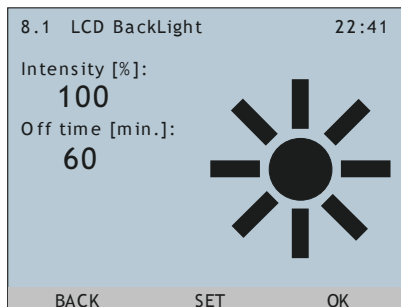 8.1 LCD BackLight 22:41
Intensity [%]:
100
Off time [min.]:
60
BACK SET OK